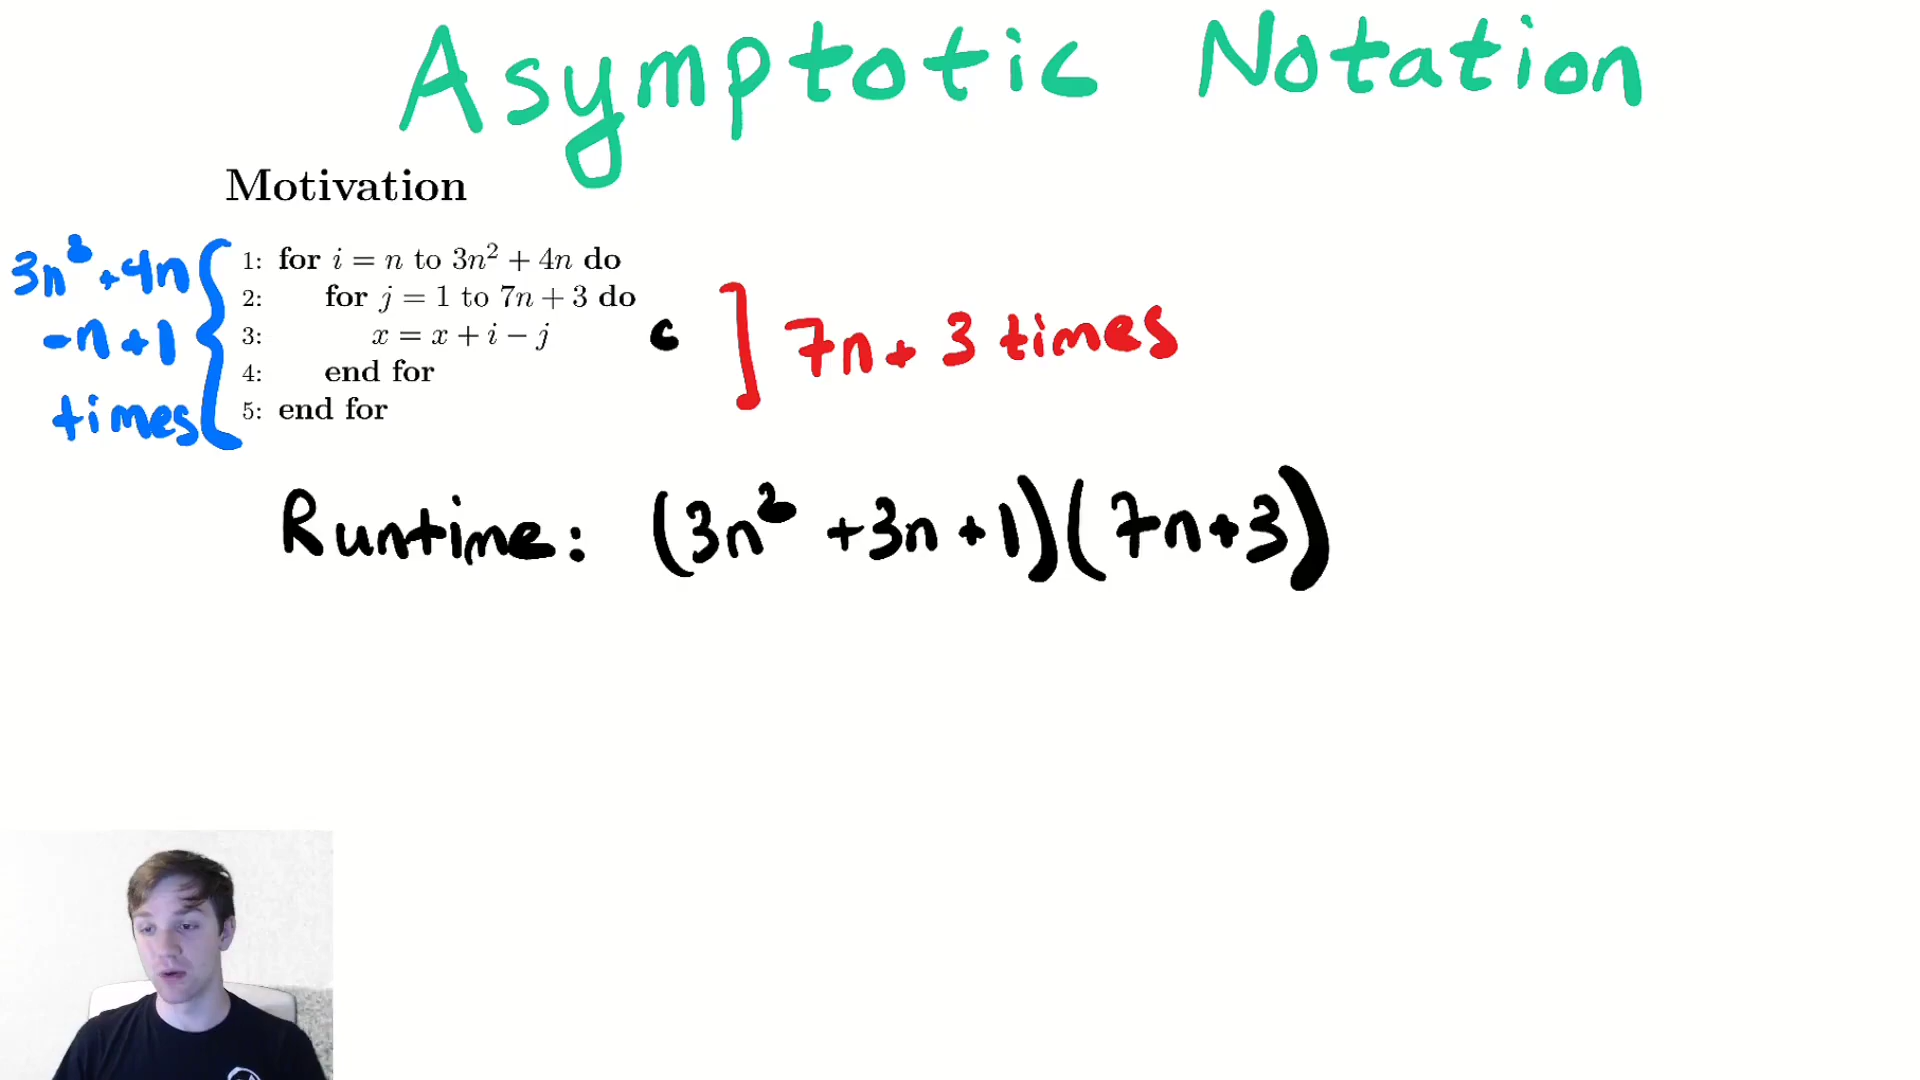 Asymptotic Notation
Motivation
3n² + 4n
- n + 1
times
1: for i = n to 3n² + 4n do
2: for j = 1 to 7n + 3 do
3: x = x + i − j
4: end for
5: end for
c
7n + 3 times
Runtime: (3n² + 3n + 1)(7n + 3)